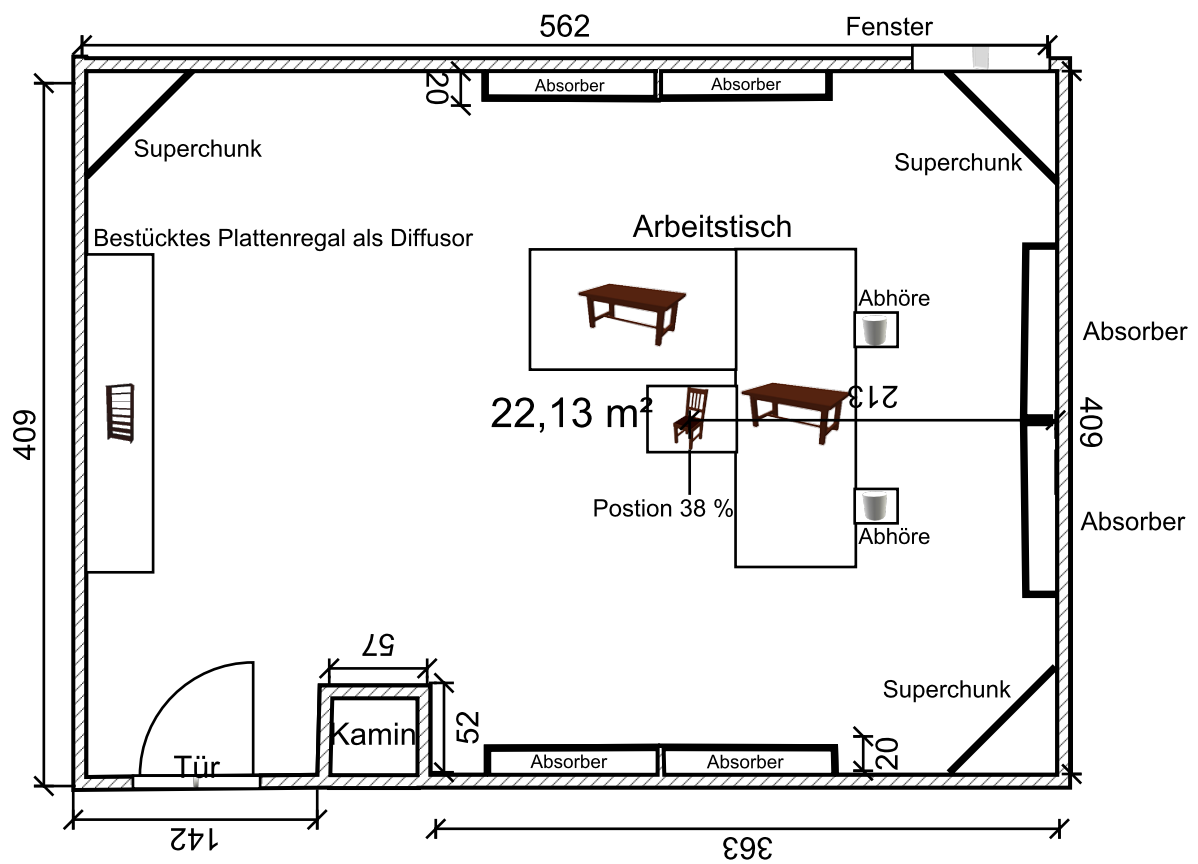 562
Fenster
20
Absorber
Absorber
Superchunk
Superchunk
Bestücktes Plattenregal als Diffusor
Arbeitstisch
Abhöre
Absorber
213
409
22,13 m²
409
Postion 38 %
Absorber
Abhöre
57
Superchunk
52
Kamin
20
Tür
Absorber
Absorber
142
363